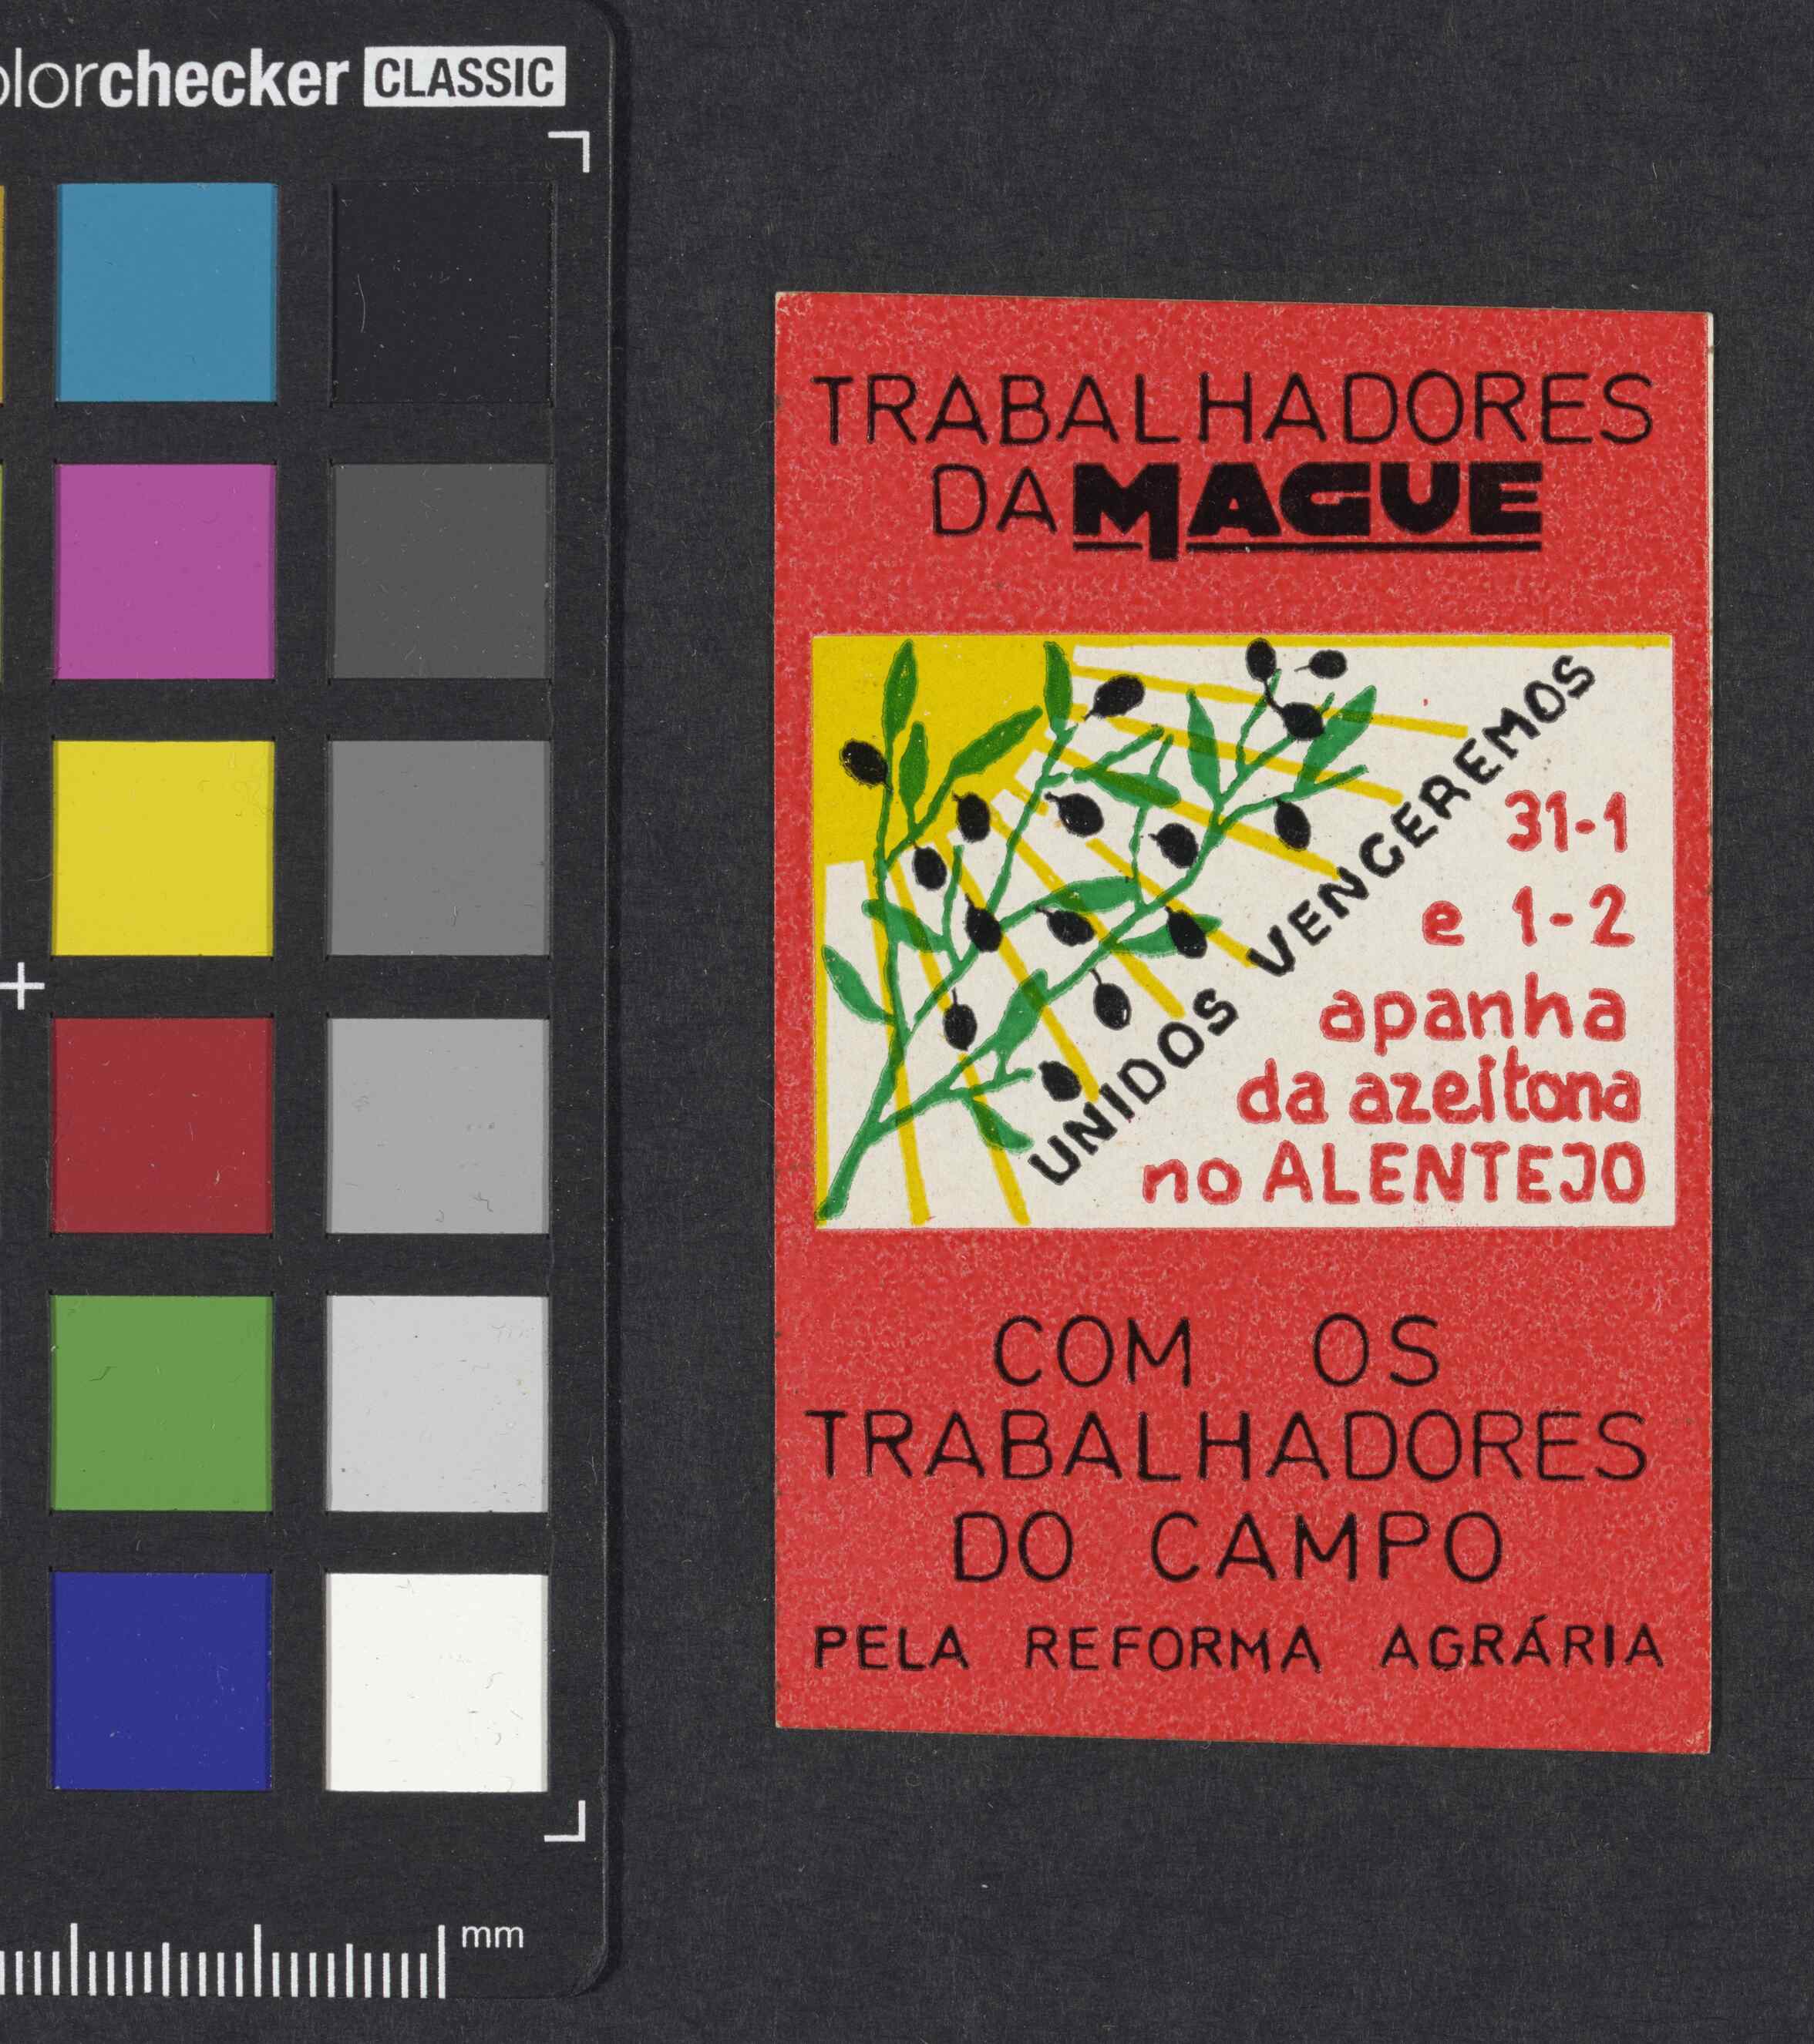 olorchecker CLASSIC
mm
TRABALHADORES
DA MAGUE
UNIDOS VENCEREMOS
31-1
e 1-2
apanha
da azeitona
no ALENTEJO
COM OS
TRABALHADORES
DO CAMPO
PELA REFORMA AGRÁRIA